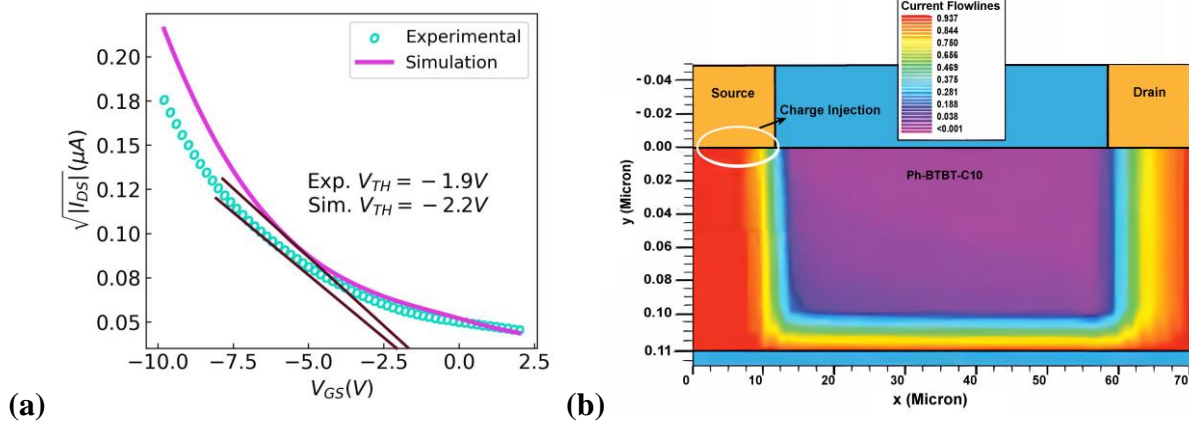 0.20
0.18
0.15
0.12
0.10
0.08
0.05
−10.0 −7.5 −5.0 −2.5 0.0 2.5
√|I_DS| (μA)
V_GS(V)
Experimental
Simulation
Exp. V_TH = −1.9V
Sim. V_TH = −2.2V
(a)
Current Flowlines
0.937
0.844
0.750
0.656
0.469
0.375
0.281
0.188
0.038
<0.001
-0.04
-0.02
0.00
0.02
0.04
0.06
0.08
0.10
0.11
y (Micron)
Source
Drain
Charge Injection
Ph-BTBT-C10
0 10 20 30 40 50 60 70
x (Micron)
(b)